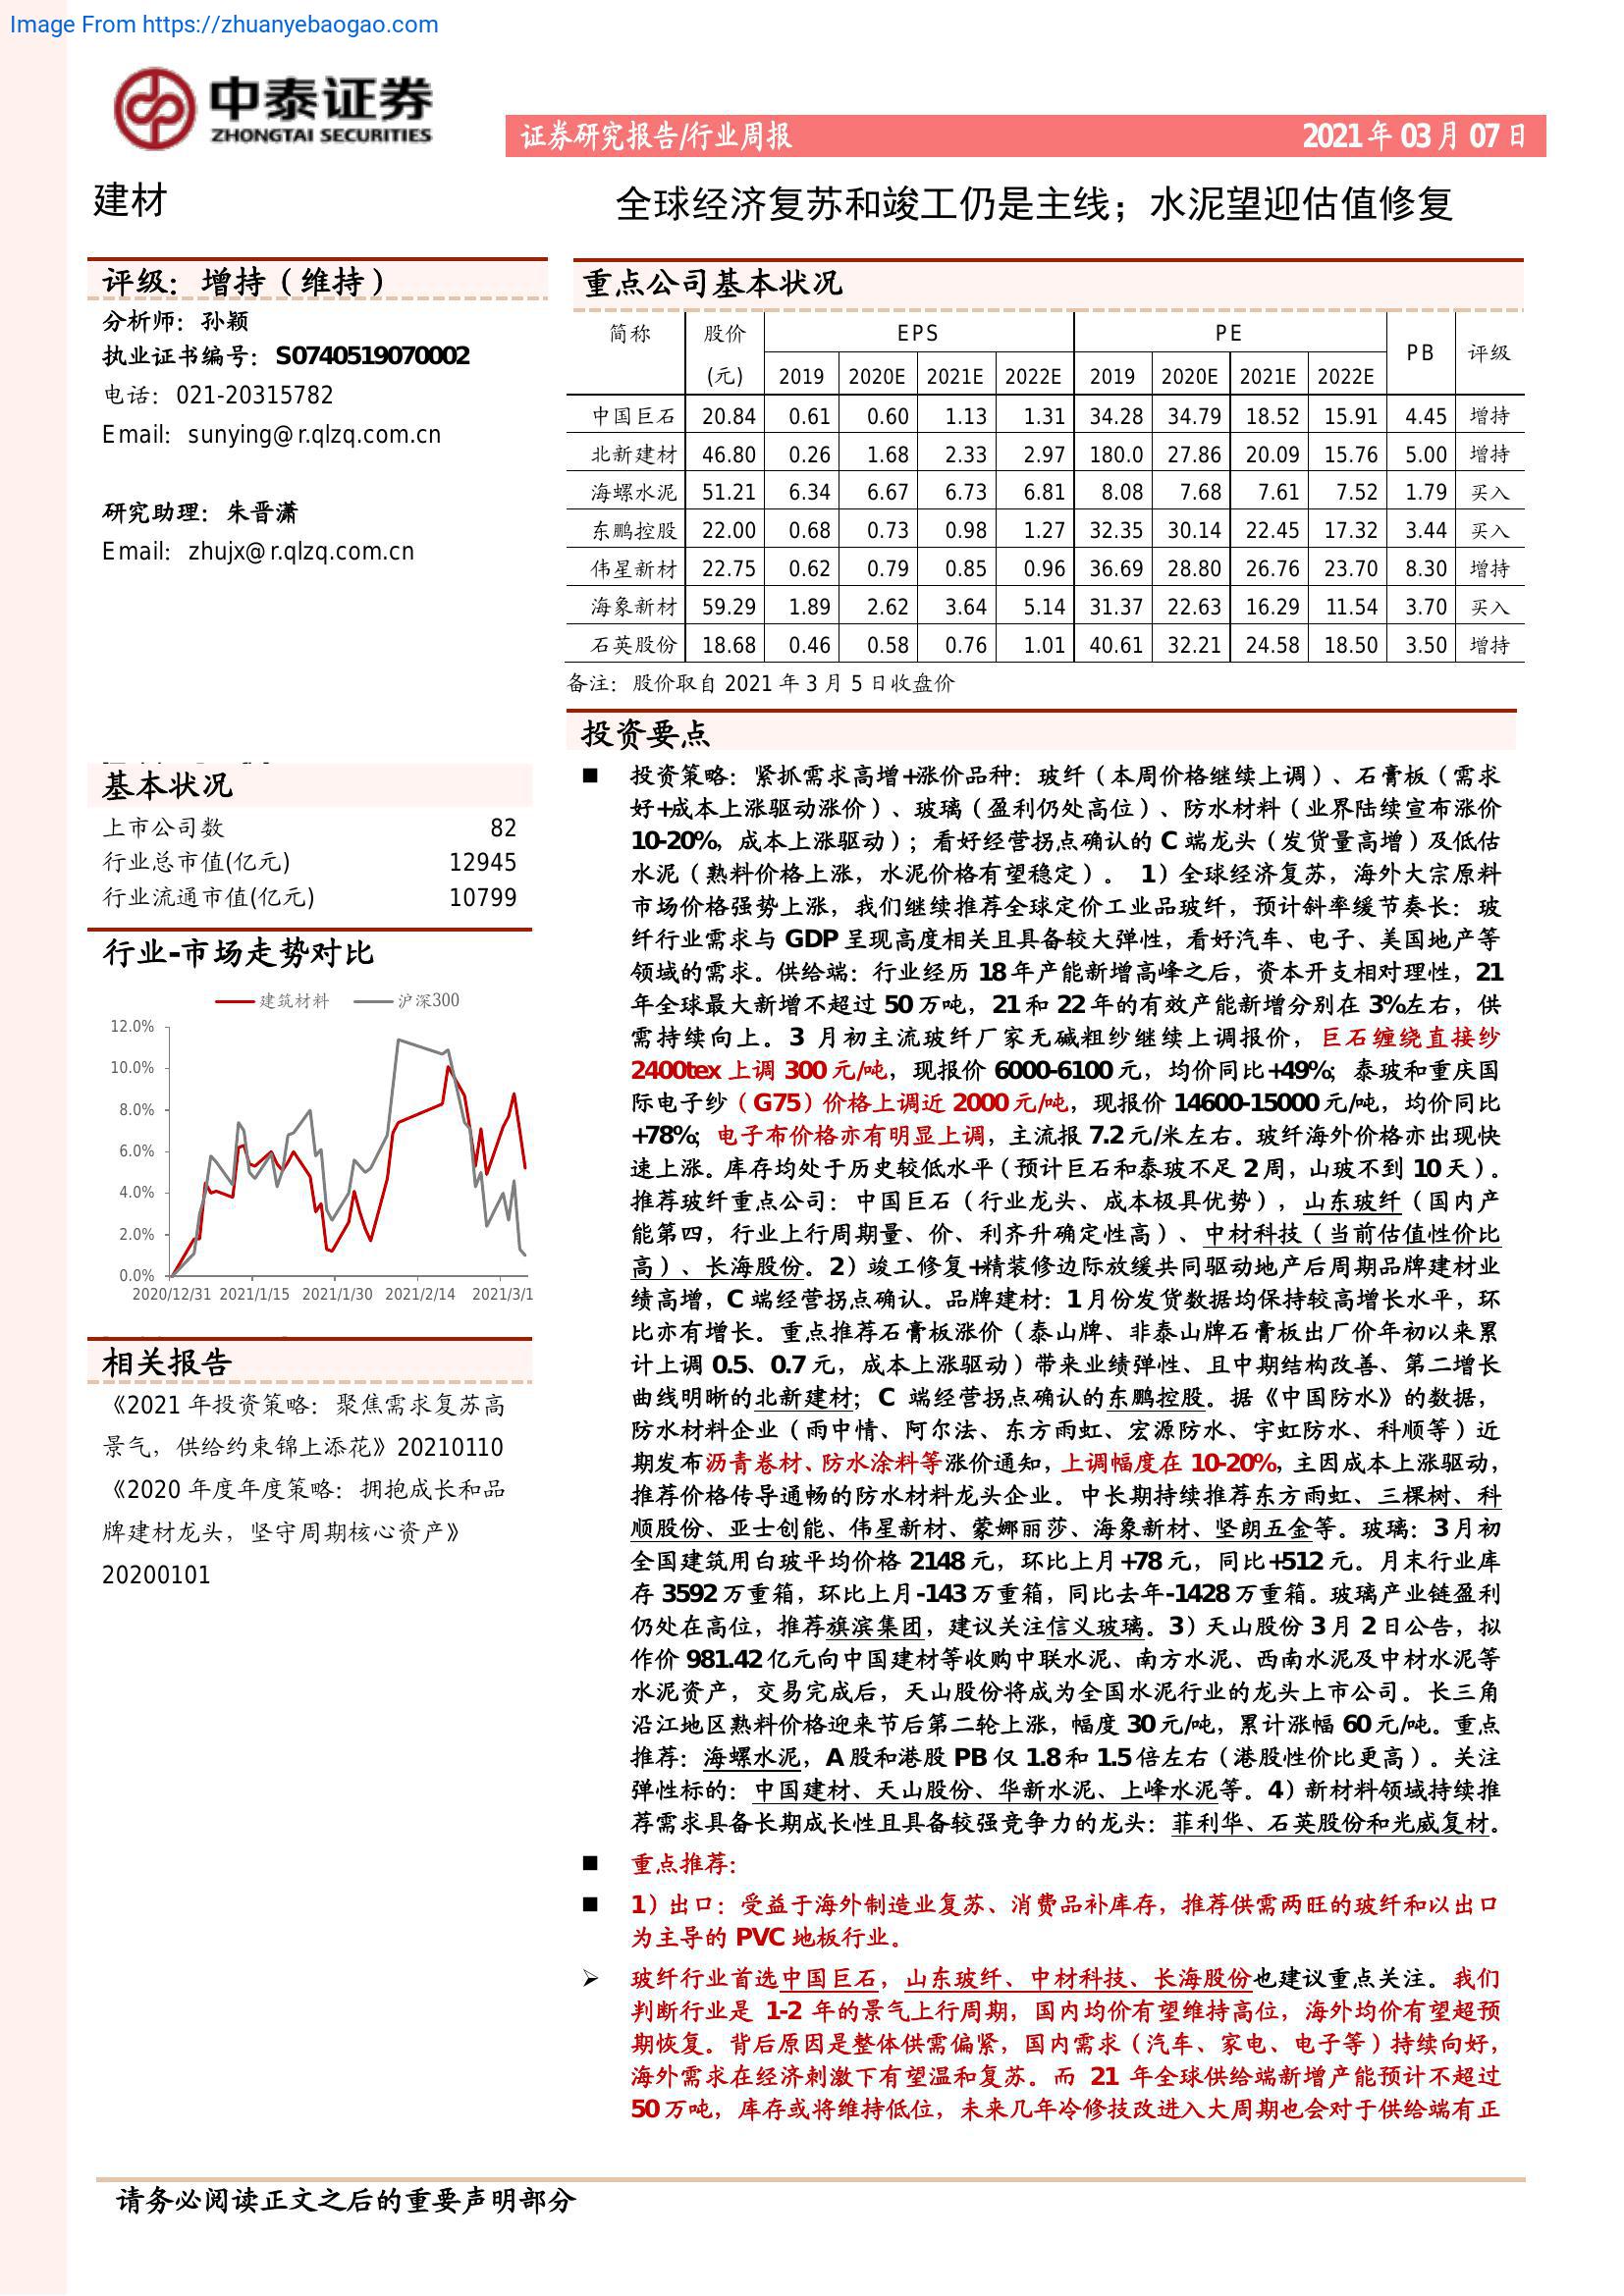 Image From https://zhuanyebaogao.com
中泰证券
ZHONGTAI SECURITIES
证券研究报告/行业周报 2021年03月07日
建材
全球经济复苏和竣工仍是主线；水泥望迎估值修复
评级：增持（维持）
分析师：孙颖
执业证书编号：S0740519070002
电话：021-20315782
Email：sunying@r.qlzq.com.cn
研究助理：朱晋潇
Email：zhujx@r.qlzq.com.cn
基本状况
上市公司数 82
行业总市值(亿元) 12945
行业流通市值(亿元) 10799
行业-市场走势对比
建筑材料 沪深300
12.0%
10.0%
8.0%
6.0%
4.0%
2.0%
0.0%
2020/12/31 2021/1/15 2021/1/30 2021/2/14 2021/3/1
相关报告
《2021年投资策略：聚焦需求复苏高
景气，供给约束锦上添花》20210110
《2020年度年度策略：拥抱成长和品
牌建材龙头，坚守周期核心资产》
20200101
重点公司基本状况
简称 股价 EPS PE PB 评级
(元) 2019 2020E 2021E 2022E 2019 2020E 2021E 2022E
中国巨石 20.84 0.61 0.60 1.13 1.31 34.28 34.79 18.52 15.91 4.45 增持
北新建材 46.80 0.26 1.68 2.33 2.97 180.0 27.86 20.09 15.76 5.00 增持
海螺水泥 51.21 6.34 6.67 6.73 6.81 8.08 7.68 7.61 7.52 1.79 买入
东鹏控股 22.00 0.68 0.73 0.98 1.27 32.35 30.14 22.45 17.32 3.44 买入
伟星新材 22.75 0.62 0.79 0.85 0.96 36.69 28.80 26.76 23.70 8.30 增持
海象新材 59.29 1.89 2.62 3.64 5.14 31.37 22.63 16.29 11.54 3.70 买入
石英股份 18.68 0.46 0.58 0.76 1.01 40.61 32.21 24.58 18.50 3.50 增持
备注：股价取自2021年3月5日收盘价
投资要点
■ 投资策略：紧抓需求高增+涨价品种：玻纤（本周价格继续上调）、石膏板（需求
好+成本上涨驱动涨价）、玻璃（盈利仍处高位）、防水材料（业界陆续宣布涨价
10-20%，成本上涨驱动）；看好经营拐点确认的C端龙头（发货量高增）及低估
水泥（熟料价格上涨，水泥价格有望稳定）。 1）全球经济复苏，海外大宗原料
市场价格强势上涨，我们继续推荐全球定价工业品玻纤，预计斜率缓节奏长：玻
纤行业需求与GDP呈现高度相关且具备较大弹性，看好汽车、电子、美国地产等
领域的需求。供给端：行业经历18年产能新增高峰之后，资本开支相对理性，21
年全球最大新增不超过50万吨，21和22年的有效产能新增分别在3%左右，供
需持续向上。3月初主流玻纤厂家无碱粗纱继续上调报价，巨石缠绕直接纱
2400tex上调300元/吨，现报价6000-6100元，均价同比+49%；泰玻和重庆国
际电子纱（G75）价格上调近2000元/吨，现报价14600-15000元/吨，均价同比
+78%；电子布价格亦有明显上调，主流报7.2元/米左右。玻纤海外价格亦出现快
速上涨。库存均处于历史较低水平（预计巨石和泰玻不足2周，山玻不到10天）。
推荐玻纤重点公司：中国巨石（行业龙头、成本极具优势），山东玻纤（国内产
能第四，行业上行周期量、价、利齐升确定性高）、中材科技（当前估值性价比
高）、长海股份。2）竣工修复+精装修边际放缓共同驱动地产后周期品牌建材业
绩高增，C端经营拐点确认。品牌建材：1月份发货数据均保持较高增长水平，环
比亦有增长。重点推荐石膏板涨价（泰山牌、非泰山牌石膏板出厂价年初以来累
计上调0.5、0.7元，成本上涨驱动）带来业绩弹性、且中期结构改善、第二增长
曲线明晰的北新建材；C 端经营拐点确认的东鹏控股。据《中国防水》的数据，
防水材料企业（雨中情、阿尔法、东方雨虹、宏源防水、宇虹防水、科顺等）近
期发布沥青卷材、防水涂料等涨价通知，上调幅度在10-20%，主因成本上涨驱动，
推荐价格传导通畅的防水材料龙头企业。中长期持续推荐东方雨虹、三棵树、科
顺股份、亚士创能、伟星新材、蒙娜丽莎、海象新材、坚朗五金等。玻璃：3月初
全国建筑用白玻平均价格2148元，环比上月+78元，同比+512元。月末行业库
存3592万重箱，环比上月-143万重箱，同比去年-1428万重箱。玻璃产业链盈利
仍处在高位，推荐旗滨集团，建议关注信义玻璃。3）天山股份3月2日公告，拟
作价981.42亿元向中国建材等收购中联水泥、南方水泥、西南水泥及中材水泥等
水泥资产，交易完成后，天山股份将成为全国水泥行业的龙头上市公司。长三角
沿江地区熟料价格迎来节后第二轮上涨，幅度30元/吨，累计涨幅60元/吨。重点
推荐：海螺水泥，A股和港股PB仅1.8和1.5倍左右（港股性价比更高）。关注
弹性标的：中国建材、天山股份、华新水泥、上峰水泥等。4）新材料领域持续推
荐需求具备长期成长性且具备较强竞争力的龙头：菲利华、石英股份和光威复材。
■ 重点推荐：
■ 1）出口：受益于海外制造业复苏、消费品补库存，推荐供需两旺的玻纤和以出口
为主导的PVC地板行业。
➢ 玻纤行业首选中国巨石，山东玻纤、中材科技、长海股份也建议重点关注。我们
判断行业是1-2年的景气上行周期，国内均价有望维持高位，海外均价有望超预
期恢复。背后原因是整体供需偏紧，国内需求（汽车、家电、电子等）持续向好，
海外需求在经济刺激下有望温和复苏。而21年全球供给端新增产能预计不超过
50万吨，库存或将维持低位，未来几年冷修技改进入大周期也会对于供给端有正
请务必阅读正文之后的重要声明部分